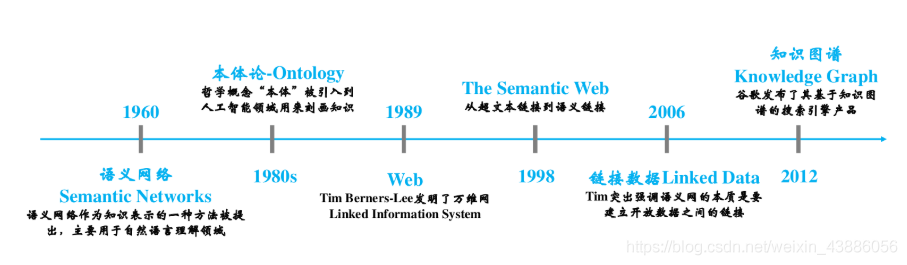 1960
语义网络
Semantic Networks
语义网络作为知识表示的一种方法被提
出，主要用于自然语言理解领域
本体论-Ontology
哲学概念“本体”被引入到
人工智能领域用来刻画知识
1980s
1989
Web
Tim Berners-Lee发明了万维网
Linked Information System
The Semantic Web
从超文本链接到语义链接
1998
2006
链接数据Linked Data
Tim突出强调语义网的本质是要
建立开放数据之间的链接
知识图谱
Knowledge Graph
谷歌发布了其基于知识图
谱的搜索引擎产品
2012
https://blog.csdn.net/weixin_43886056